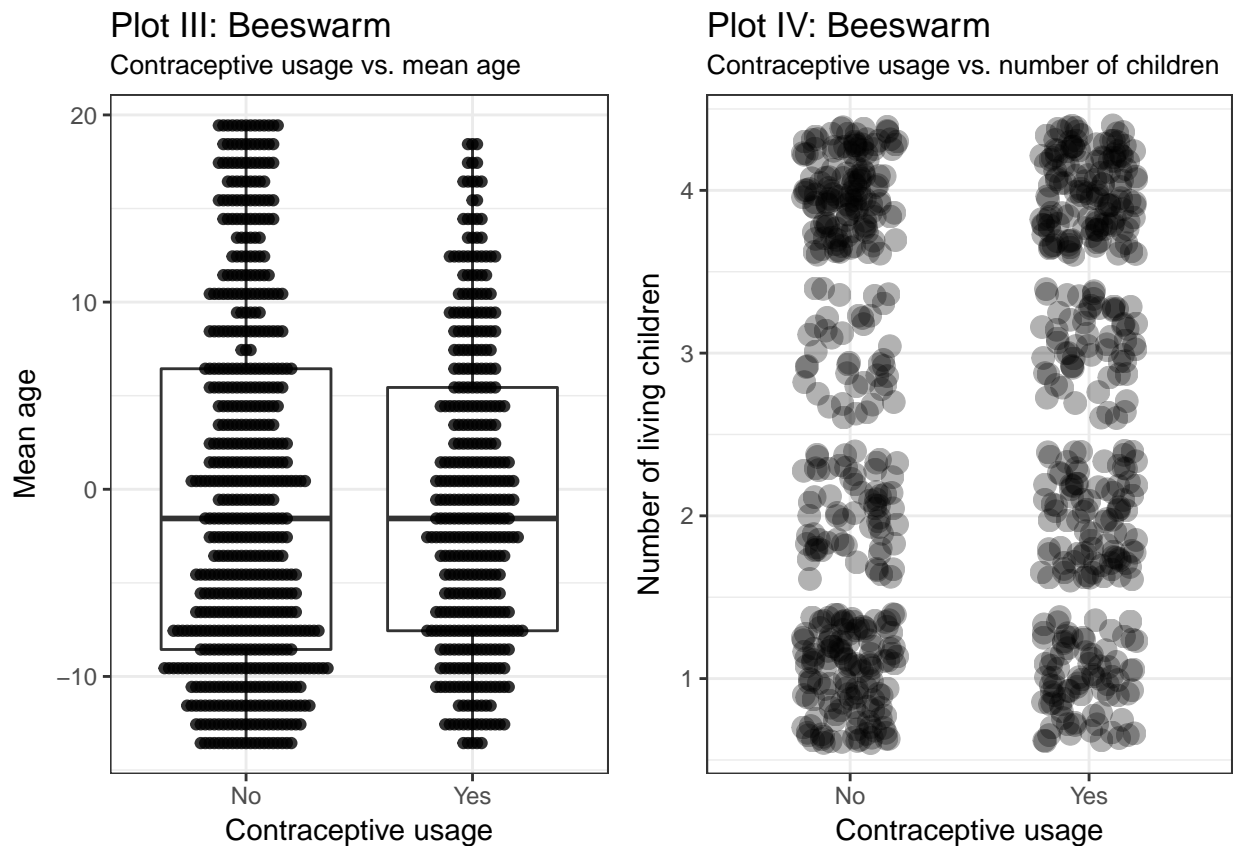 Plot III: Beeswarm
Contraceptive usage vs. mean age
Mean age
20
10
0
−10
No
Yes
Contraceptive usage
Plot IV: Beeswarm
Contraceptive usage vs. number of children
Number of living children
4
3
2
1
No
Yes
Contraceptive usage